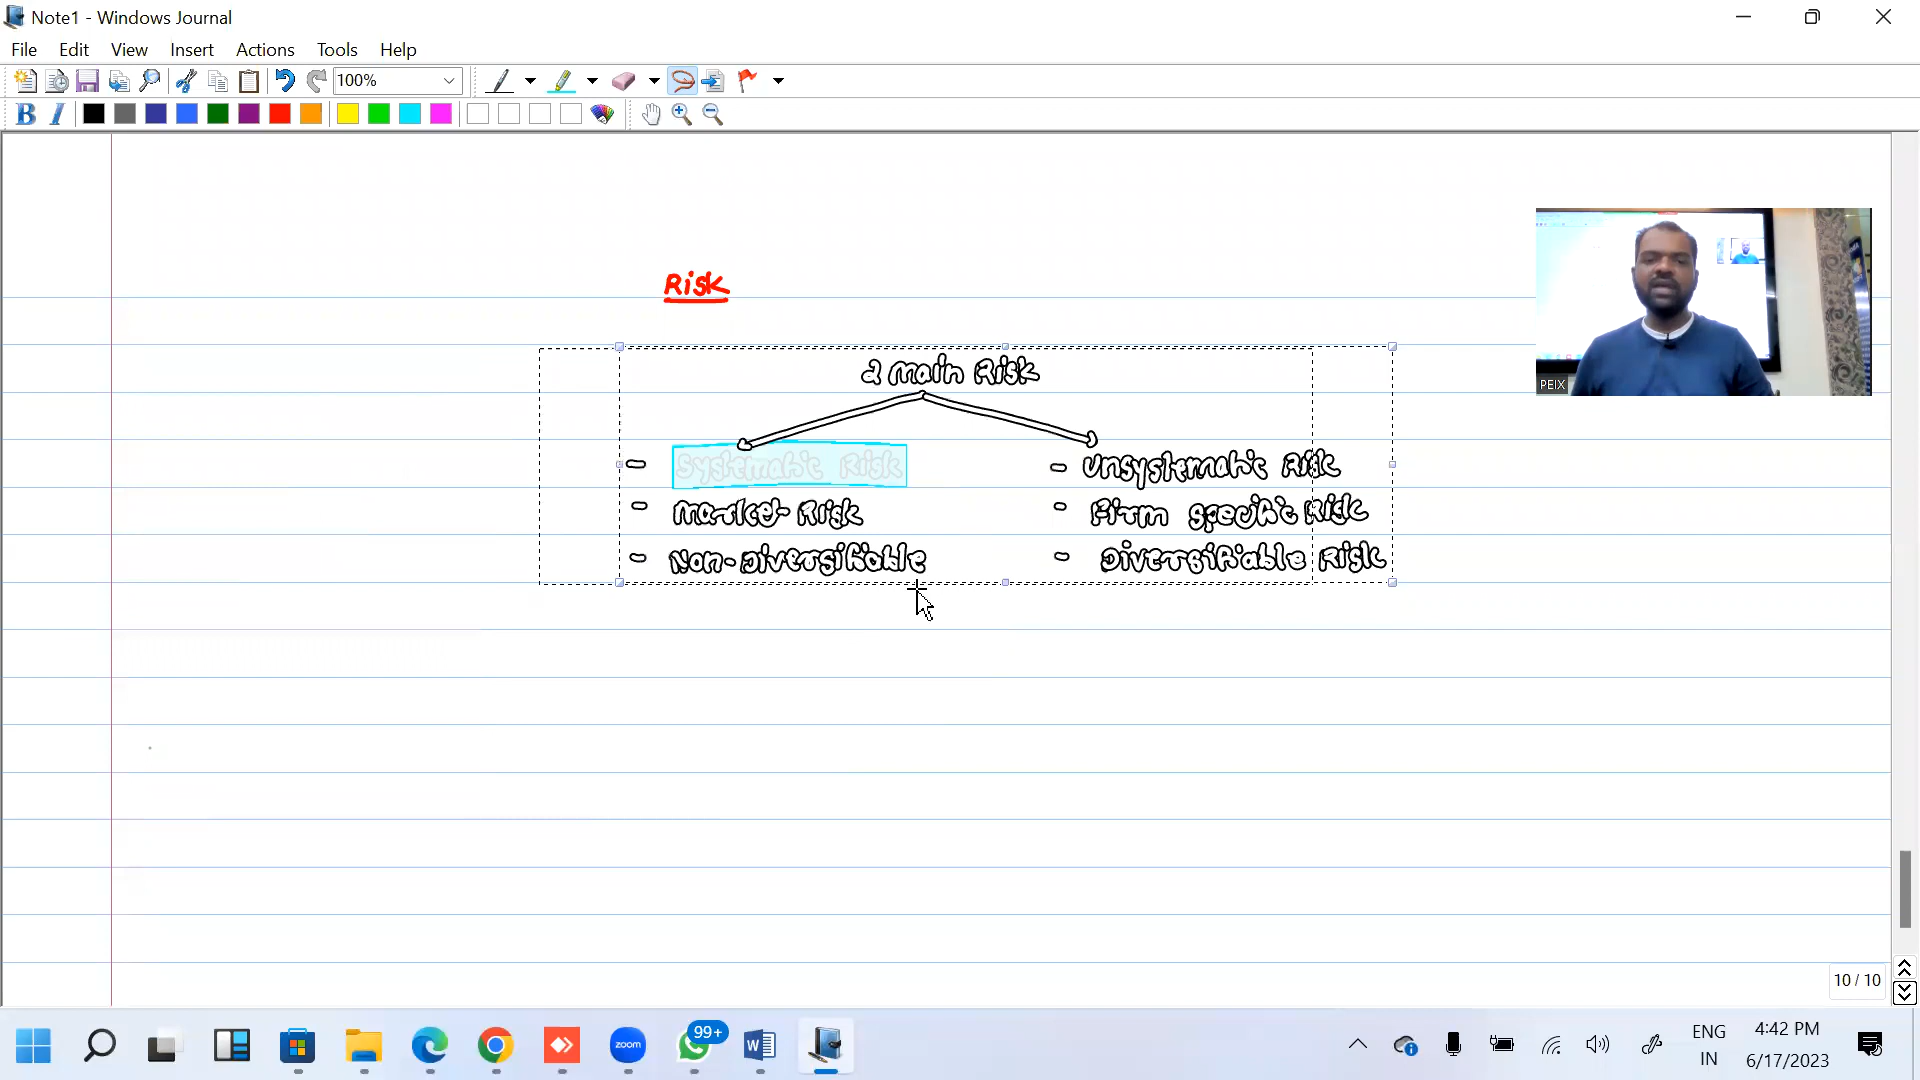 Note1 - Windows Journal
File Edit View Insert Actions Tools Help
100%
Risk
2 main Risk
- Systematic Risk
- Unsystematic Risk
- Market Risk
- Firm specific Risk
- Non-Diversifiable
- Diversifiable Risk
PEIX
10 / 10
99+
zoom
ENG
IN
4:42 PM
6/17/2023